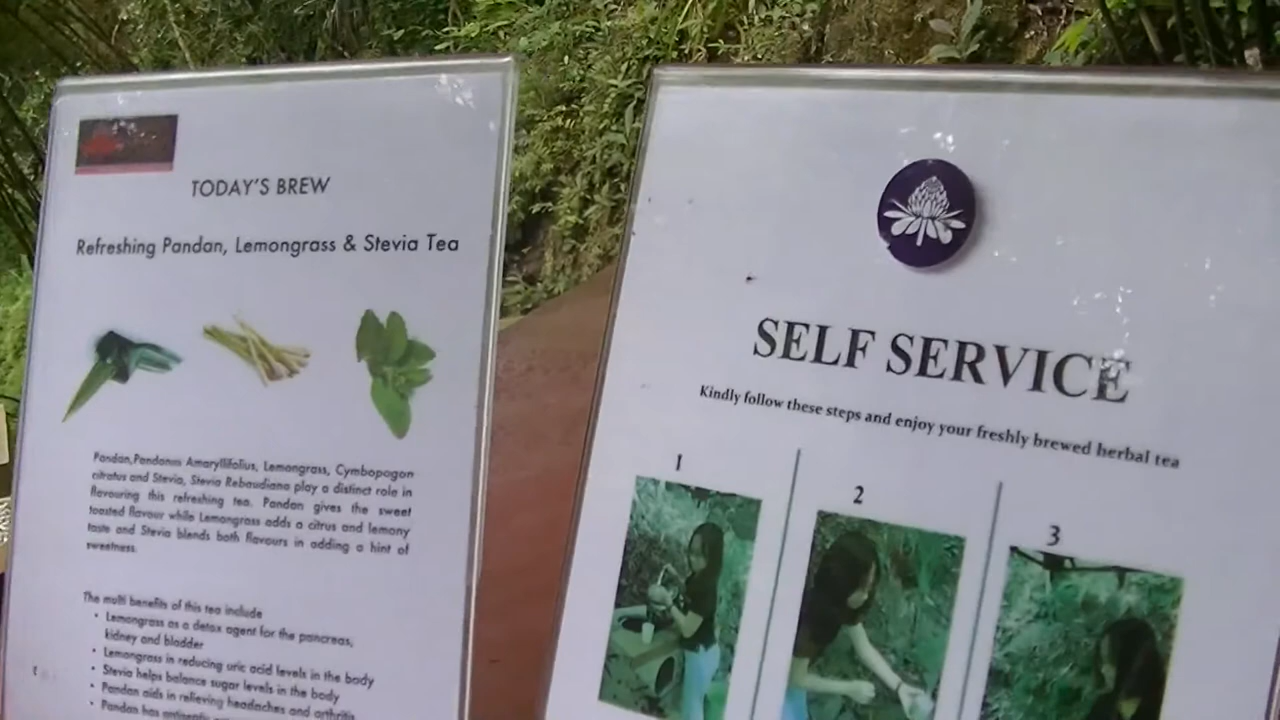 TODAY'S BREW
Refreshing Pandan, Lemongrass & Stevia Tea
Pandan,Pandanus Amaryllifolius, Lemongrass, Cymbopogon
citratus and Stevia, Stevia Rebaudiana play a distinct role in
flavouring this refreshing tea. Pandan gives the sweet
toasted flavour while Lemongrass adds a citrus and lemony
taste and Stevia blends both flavours in adding a hint of
sweetness.
The multi benefits of this tea include
• Lemongrass as a detox agent for the pancreas,
kidney and bladder
• Lemongrass in reducing uric acid levels in the body
• Stevia helps balance sugar levels in the body
• Pandan aids in relieving headaches and arthritis
• Pandan has antiseptic
SELF SERVICE
Kindly follow these steps and enjoy your freshly brewed herbal tea
1
2
3